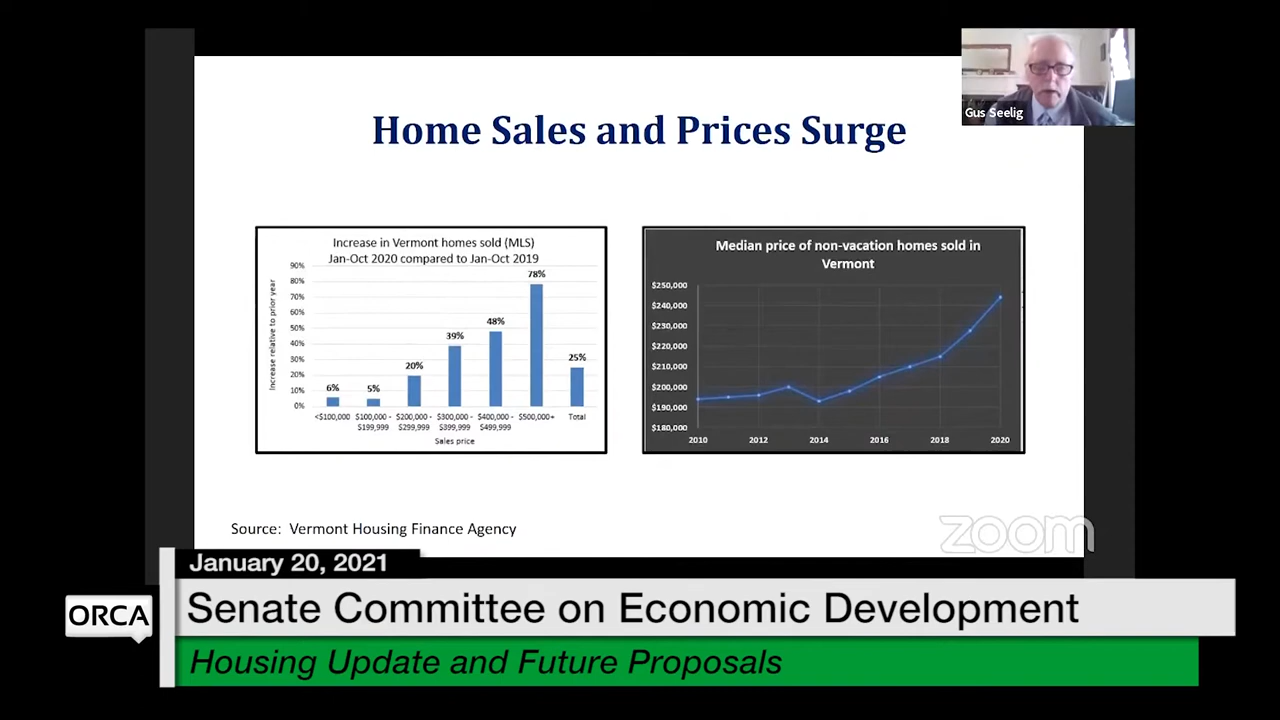 Gus Seelig
Home Sales and Prices Surge
Increase in Vermont homes sold (MLS)
Jan-Oct 2020 compared to Jan-Oct 2019
Increase relative to prior year
90%
80%
70%
60%
50%
40%
30%
20%
10%
0%
6%
5%
20%
39%
48%
78%
25%
<$100,000
$100,000 -
$199,999
$200,000 -
$299,999
$300,000 -
$399,999
$400,000 -
$499,999
$500,000+
Total
Sales price
Median price of non-vacation homes sold in
Vermont
$250,000
$240,000
$230,000
$220,000
$210,000
$200,000
$190,000
$180,000
2010
2012
2014
2016
2018
2020
Source: Vermont Housing Finance Agency
zoom
January 20, 2021
ORCA
Senate Committee on Economic Development
Housing Update and Future Proposals